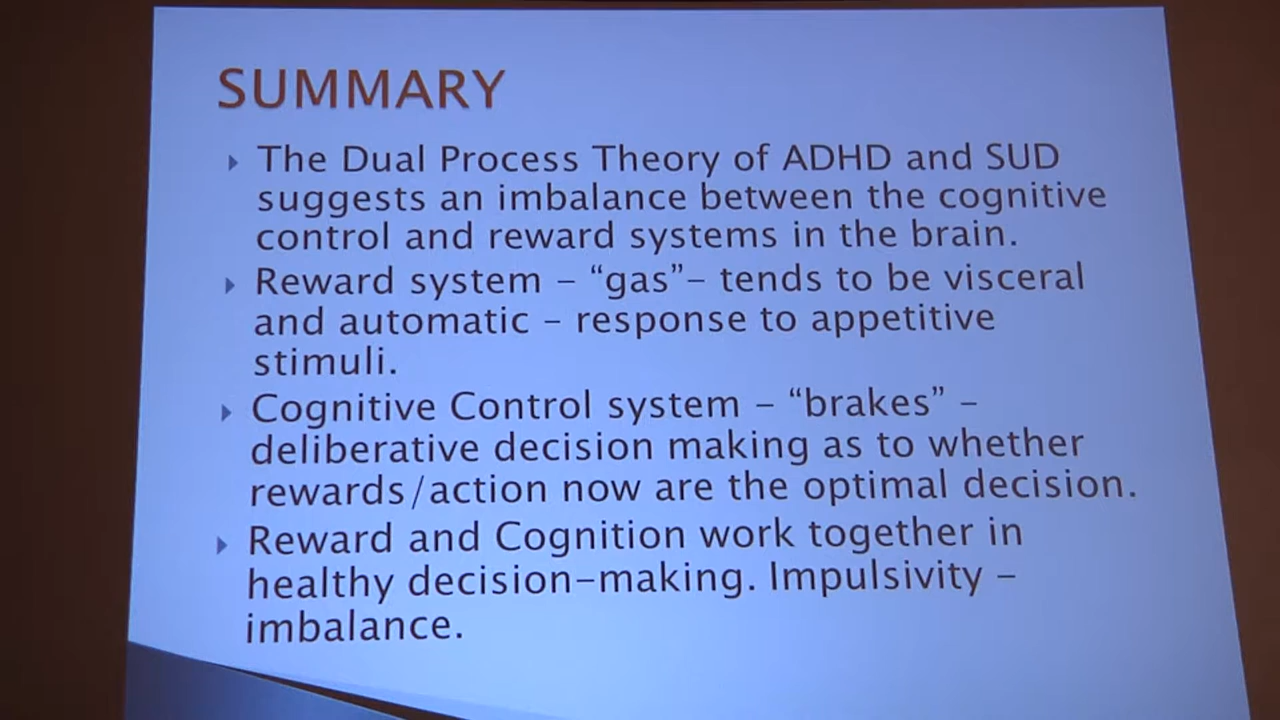 SUMMARY
The Dual Process Theory of ADHD and SUD
suggests an imbalance between the cognitive
control and reward systems in the brain.
Reward system – “gas”– tends to be visceral
and automatic – response to appetitive
stimuli.
Cognitive Control system – “brakes” –
deliberative decision making as to whether
rewards/action now are the optimal decision.
Reward and Cognition work together in
healthy decision-making. Impulsivity –
imbalance.